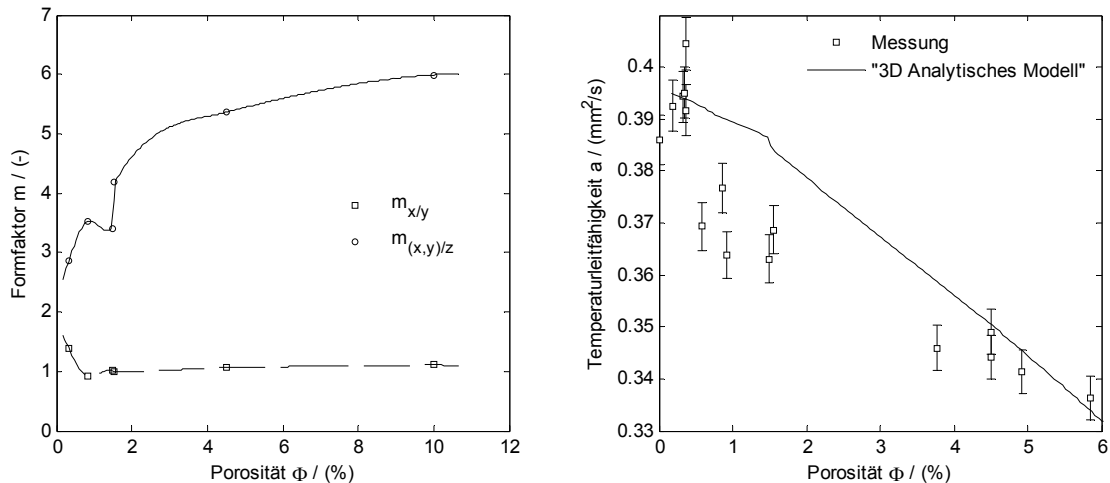 7
6
5
4
3
2
1
0
Formfaktor m / (-)
m x/y
m (x,y)/z
0 2 4 6 8 10 12
Porosität Φ / (%)
0.4
0.39
0.38
0.37
0.36
0.35
0.34
0.33
Temperaturleitfähigkeit a / (mm²/s)
Messung
"3D Analytisches Modell"
0 1 2 3 4 5 6
Porosität Φ / (%)